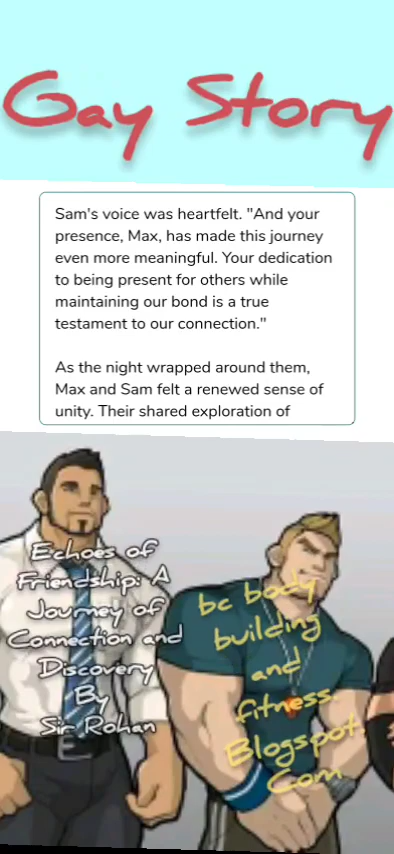 Gay Story
Sam's voice was heartfelt. "And your
presence, Max, has made this journey
even more meaningful. Your dedication
to being present for others while
maintaining our bond is a true
testament to our connection."
As the night wrapped around them,
Max and Sam felt a renewed sense of
unity. Their shared exploration of
Echoes of
Friendship: A
Journey of
Connection and
Discovery
By
Sir Rohan
bc body
building
and
fitness
Blogspot
Com